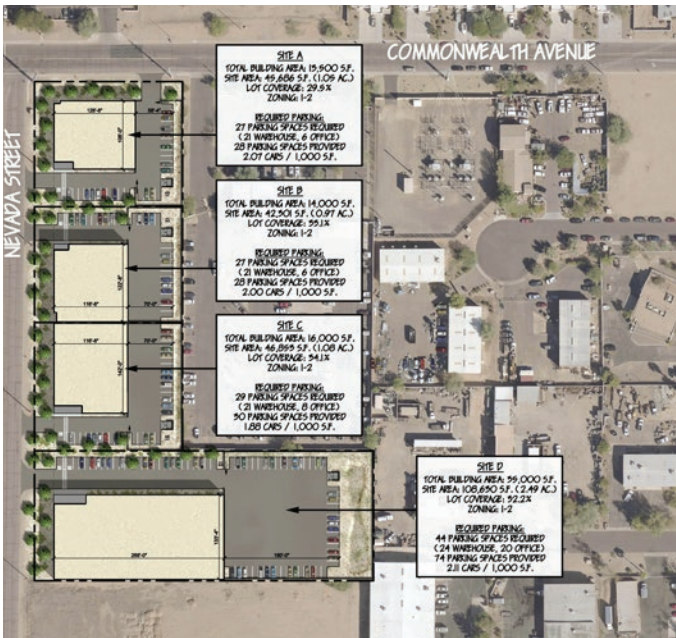 COMMONWEALTH AVENUE
NEVADA STREET
SITE A
TOTAL BUILDING AREA: 13,500 S.F.
SITE AREA: 45,686 S.F. (1.05 AC.)
LOT COVERAGE: 29.5%
ZONING: I-2
REQUIRED PARKING:
27 PARKING SPACES REQUIRED
(21 WAREHOUSE, 6 OFFICE)
28 PARKING SPACES PROVIDED
2.07 CARS / 1,000 S.F.
SITE B
TOTAL BUILDING AREA: 14,000 S.F.
SITE AREA: 42,301 S.F. (0.97 AC.)
LOT COVERAGE: 33.1%
ZONING: I-2
REQUIRED PARKING:
27 PARKING SPACES REQUIRED
(21 WAREHOUSE, 6 OFFICE)
28 PARKING SPACES PROVIDED
2.00 CARS / 1,000 S.F.
SITE C
TOTAL BUILDING AREA: 16,000 S.F.
SITE AREA: 46,893 S.F. (1.08 AC.)
LOT COVERAGE: 34.1%
ZONING: I-2
REQUIRED PARKING:
29 PARKING SPACES REQUIRED
(21 WAREHOUSE, 8 OFFICE)
30 PARKING SPACES PROVIDED
1.88 CARS / 1,000 S.F.
SITE D
TOTAL BUILDING AREA: 35,000 S.F.
SITE AREA: 108,630 S.F. (2.49 AC.)
LOT COVERAGE: 32.2%
ZONING: I-2
REQUIRED PARKING:
44 PARKING SPACES REQUIRED
(24 WAREHOUSE, 20 OFFICE)
74 PARKING SPACES PROVIDED
2.11 CARS / 1,000 S.F.